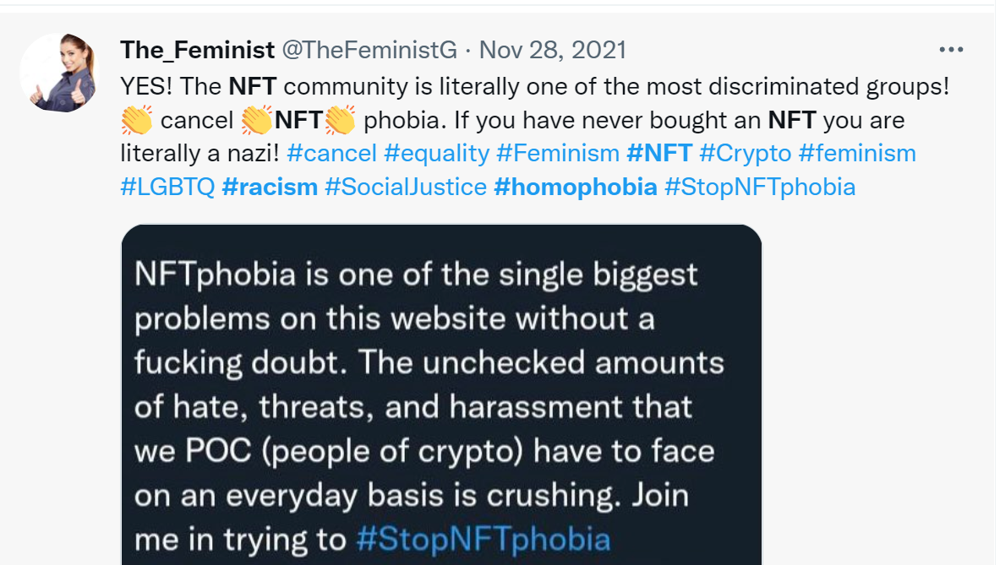 The_Feminist @TheFeministG · Nov 28, 2021
YES! The NFT community is literally one of the most discriminated groups!
👏 cancel 👏NFT👏 phobia. If you have never bought an NFT you are
literally a nazi! #cancel #equality #Feminism #NFT #Crypto #feminism
#LGBTQ #racism #SocialJustice #homophobia #StopNFTphobia
NFTphobia is one of the single biggest
problems on this website without a
fucking doubt. The unchecked amounts
of hate, threats, and harassment that
we POC (people of crypto) have to face
on an everyday basis is crushing. Join
me in trying to #StopNFTphobia